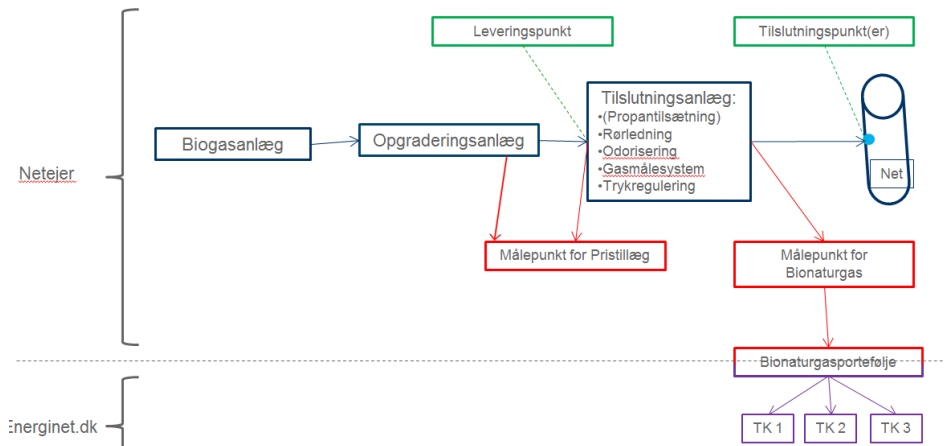 Leveringspunkt
Tilslutningspunkt(er)
Tilslutningsanlæg:
•(Propantilsætning)
•Rørledning
•Odorisering
•Gasmålesystem
•Trykregulering
Biogasanlæg
Opgraderingsanlæg
Net
Netejer
Målepunkt for Pristillæg
Målepunkt for
Bionaturgas
Bionaturgasportefølje
Energinet.dk
TK 1
TK 2
TK 3